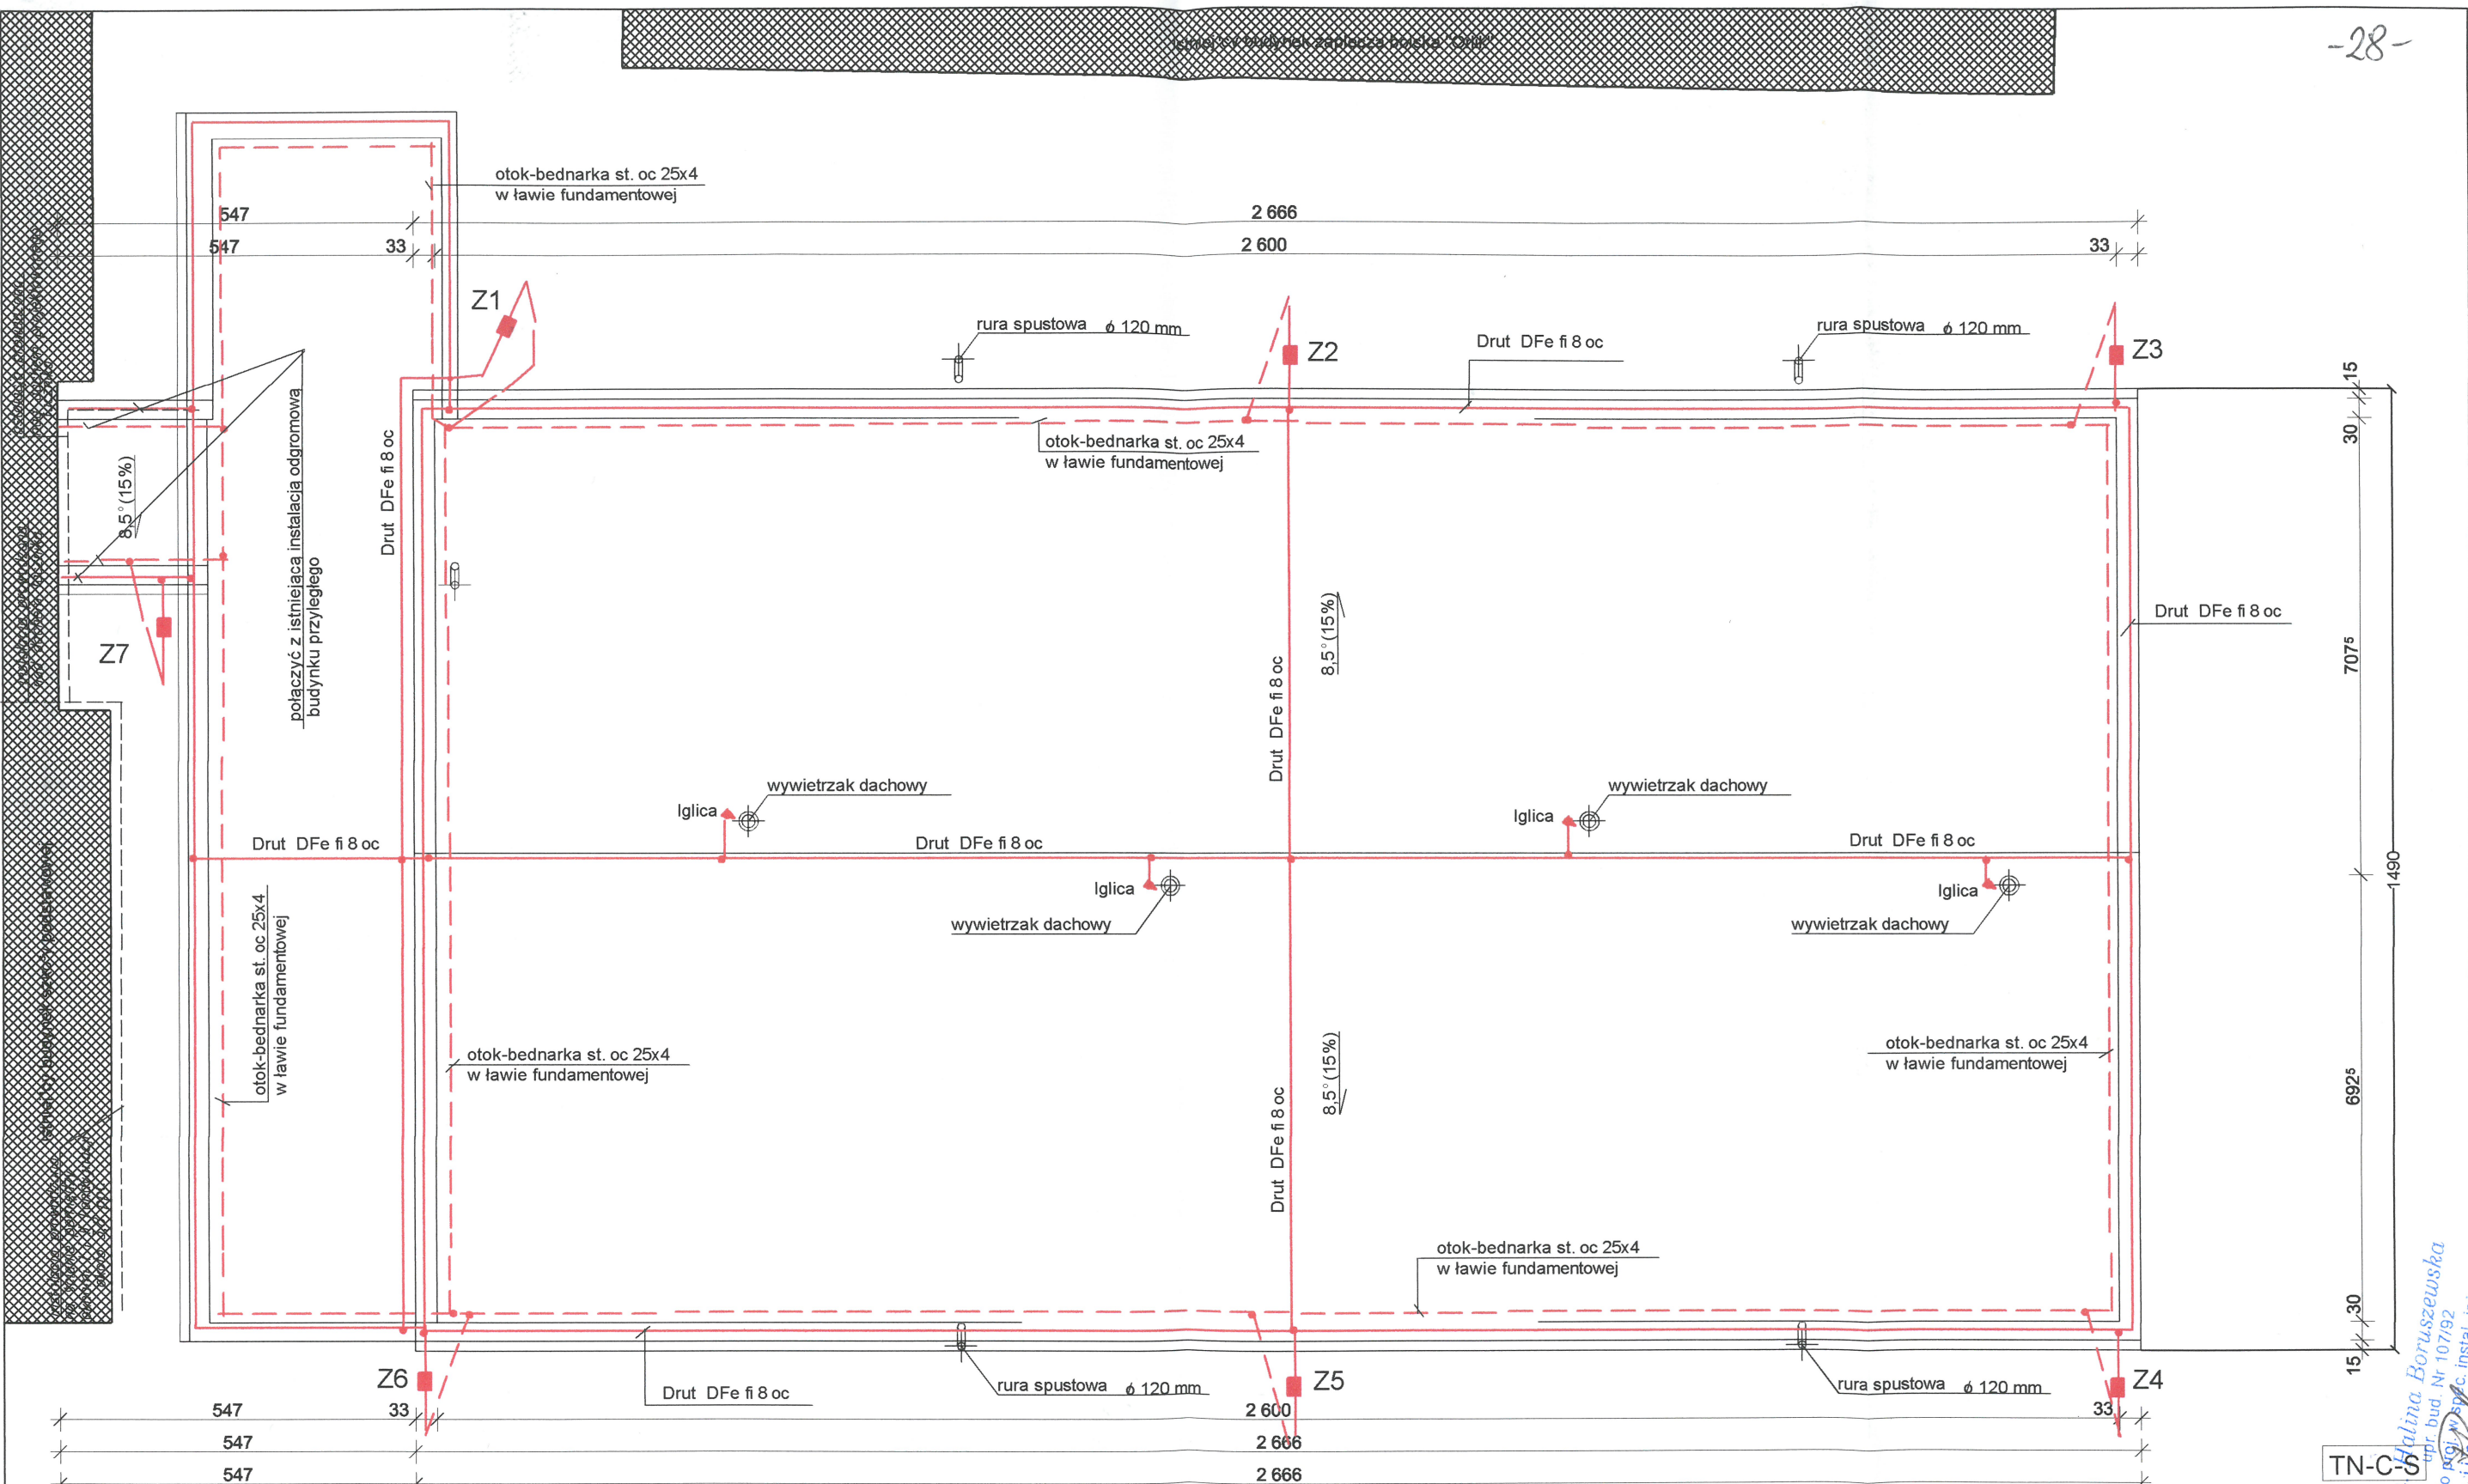 -28-
otok-bednarka st. oc 25x4
w ławie fundamentowej
547
2 666
547
33
2 600
33
Z1
rura spustowa ϕ 120 mm
Z2
Drut DFe fi 8 oc
rura spustowa ϕ 120 mm
Z3
15
30
otok-bednarka st. oc 25x4
w ławie fundamentowej
Drut DFe fi 8 oc
8,5° (15%)
połączyć z istniejącą instalacją odgromową
budynku przyległego
Z7
8,5° (15%)
Drut DFe fi 8 oc
Drut DFe fi 8 oc
7075
Iglica
wywietrzak dachowy
Iglica
wywietrzak dachowy
Drut DFe fi 8 oc
Drut DFe fi 8 oc
Drut DFe fi 8 oc
1490
Iglica
wywietrzak dachowy
Iglica
wywietrzak dachowy
otok-bednarka st. oc 25x4
w ławie fundamentowej
otok-bednarka st. oc 25x4
w ławie fundamentowej
8,5° (15%)
otok-bednarka st. oc 25x4
w ławie fundamentowej
6925
Drut DFe fi 8 oc
otok-bednarka st. oc 25x4
w ławie fundamentowej
30
15
Z6
Drut DFe fi 8 oc
rura spustowa ϕ 120 mm
Z5
rura spustowa ϕ 120 mm
Z4
547
33
2 600
33
547
2 666
547
2 666
TN-C-S
Halina Boruszewska
upr. bud. Nr 107/92